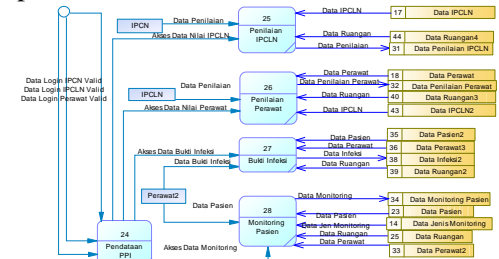 Data Penilaian
25
Data IPCLN
17 Data IPCLN
IPCN
Penilaian
IPCLN
Akses Data Nilai IPCLN
Data Ruangan
44 Data Ruangan4
Data Penilaian
31 Data Penilaian IPCLN
Data Login IPCN Valid
Data Login IPCLN Valid
Data Login Perawat Valid
Data Penilaian
IPCLN
26
Penilaian
Perawat
Akses Data Nilai Perawat
Data Perawat
18 Data Perawat
Data Penilaian Perawat
32 Data Penilaian Perawat
Data Ruangan
40 Data Ruangan3
Data IPCLN
43 Data IPCLN2
Akses Data Bukti Infeksi
Data Bukti Infeksi
27
Bukti Infeksi
Data Pasien
35 Data Pasien2
Data Perawat
36 Data Perawat3
Data Infeksi
38 Data Infeksi2
Data Ruangan
39 Data Ruangan2
Perawat2
Data Pasien
28
Monitoring
Pasien
Data Monitoring
34 Data Monitoring Pasien
Data Pasien
23 Data Pasien
Data Jen Monitoring
14 Data JenisMonitoring
Data Ruangan
25 Data Ruangan
Data Perawat
33 Data Perawat2
24
Pendataan
PPI
Akses Data Monitoring